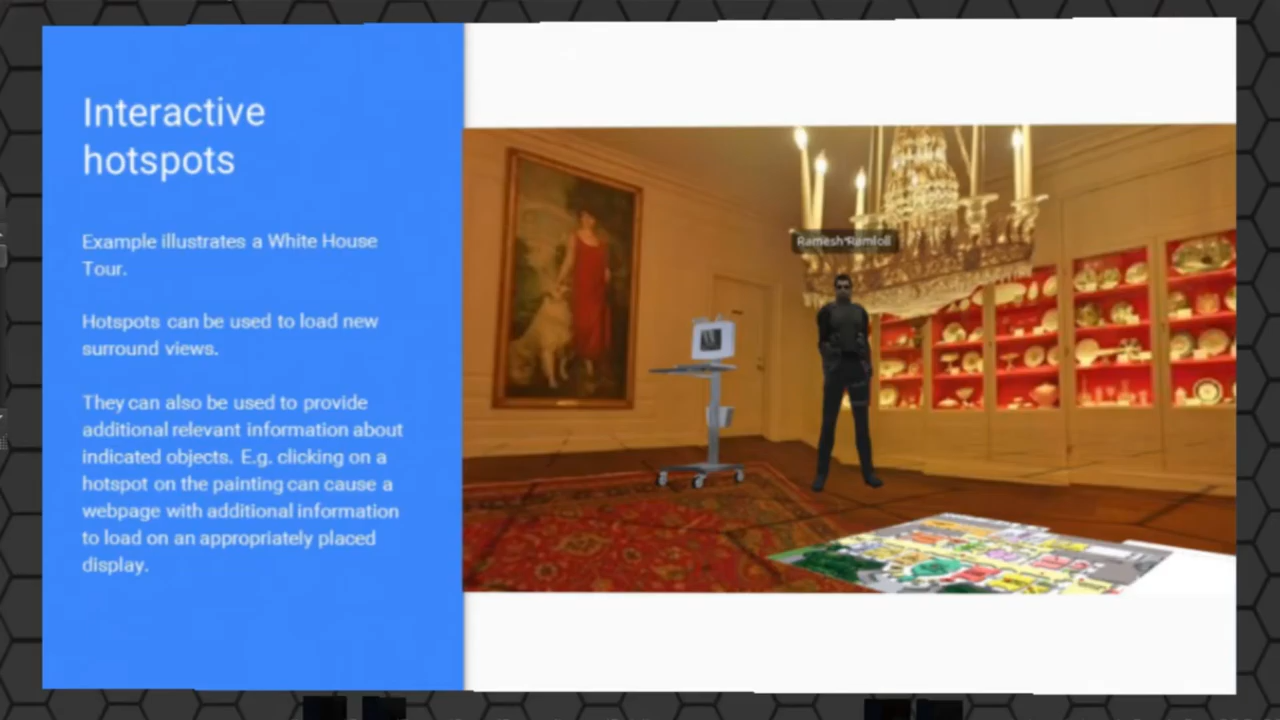 Interactive
hotspots
Example illustrates a White House
Tour.
Hotspots can be used to load new
surround views.
They can also be used to provide
additional relevant information about
indicated objects. E.g. clicking on a
hotspot on the painting can cause a
webpage with additional information
to load on an appropriately placed
display.
Ramesh Ramloll